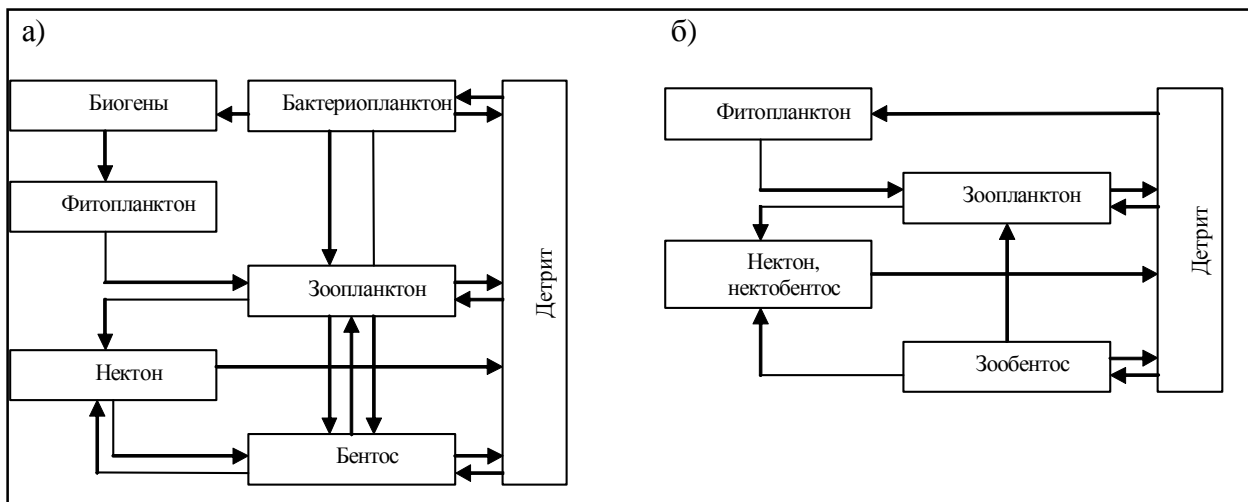 а)
Биогены
Бактериопланктон
Фитопланктон
Зоопланктон
Нектон
Бентос
Детрит
б)
Фитопланктон
Зоопланктон
Нектон,
нектобентос
Зообентос
Детрит